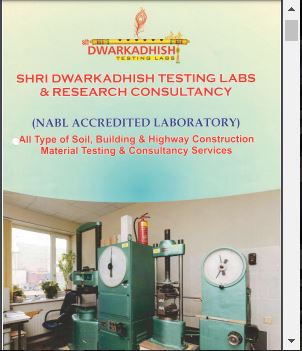 DWARKADHISH
TESTING LABS
SHRI DWARKADHISH TESTING LABS
& RESEARCH CONSULTANCY
(NABL ACCREDITED LABORATORY)
All Type of Soil, Building & Highway Construction
Material Testing & Consultancy Services